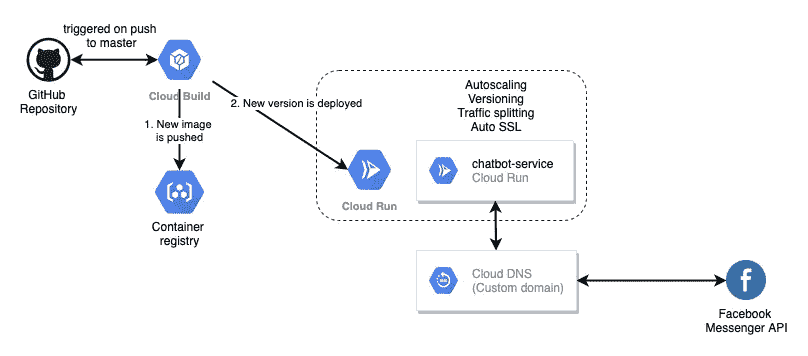 triggered on push
to master
GitHub
Repository
Cloud Build
1. New image
is pushed
Container
registry
2. New version is deployed
Autoscaling
Versioning
Traffic splitting
Auto SSL
Cloud Run
chatbot-service
Cloud Run
Cloud DNS
(Custom domain)
Facebook
Messenger API